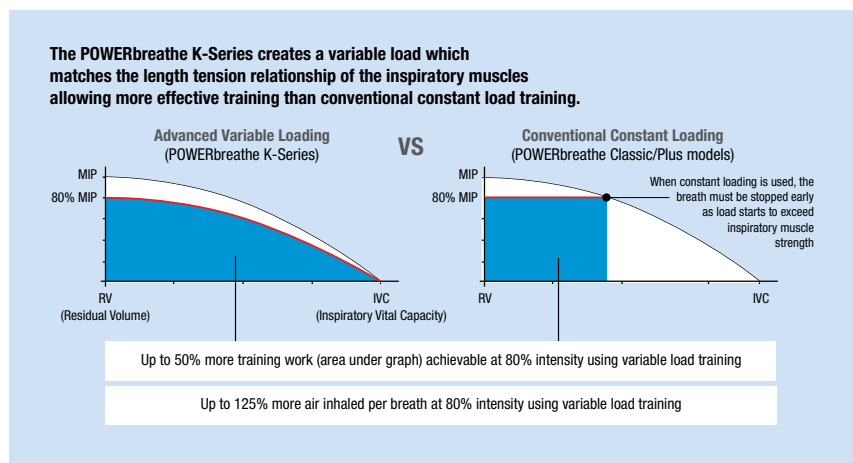 The POWERbreathe K-Series creates a variable load which
matches the length tension relationship of the inspiratory muscles
allowing more effective training than conventional constant load training.
Advanced Variable Loading
(POWERbreathe K-Series)
VS
Conventional Constant Loading
(POWERbreathe Classic/Plus models)
MIP
80% MIP
RV
(Residual Volume)
IVC
(Inspiratory Vital Capacity)
MIP
80% MIP
When constant loading is used, the
breath must be stopped early
as load starts to exceed
inspiratory muscle
strength
RV
IVC
Up to 50% more training work (area under graph) achievable at 80% intensity using variable load training
Up to 125% more air inhaled per breath at 80% intensity using variable load training